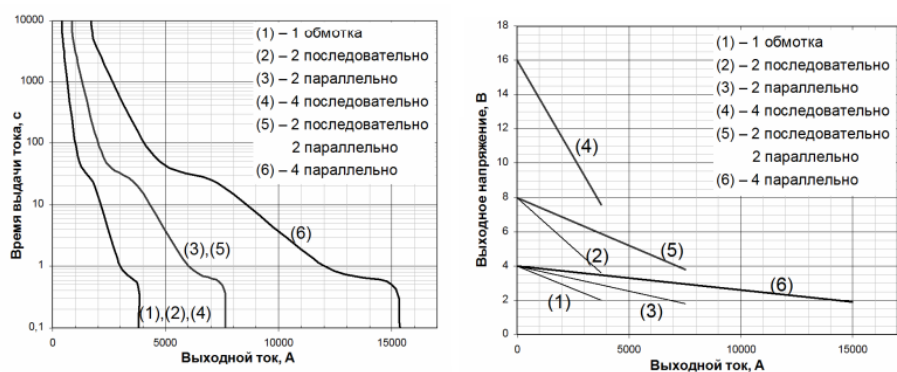 Время выдачи тока, с
10000
1000
100
10
1
0,1
0
5000
10000
15000
Выходной ток, А
(1) – 1 обмотка
(2) – 2 последовательно
(3) – 2 параллельно
(4) – 4 последовательно
(5) – 2 последовательно
2 параллельно
(6) – 4 параллельно
(6)
(3),(5)
(1),(2),(4)
Выходное напряжение, В
18
16
14
12
10
8
6
4
2
0
0
5000
10000
15000
Выходной ток, А
(1) – 1 обмотка
(2) – 2 последовательно
(3) – 2 параллельно
(4) – 4 последовательно
(5) – 2 последовательно
2 параллельно
(6) – 4 параллельно
(4)
(5)
(2)
(6)
(1)
(3)